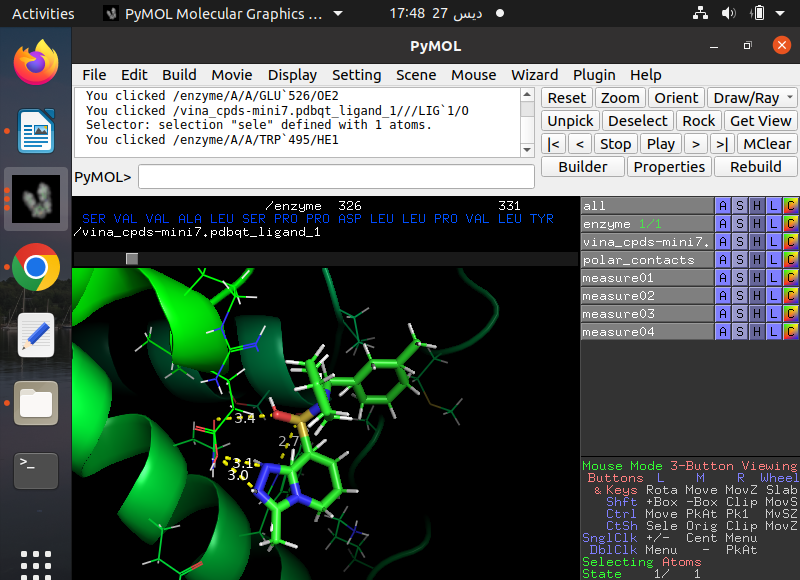 Activities
PyMOL Molecular Graphics ...
17:48 27 ديس
PyMOL
File Edit Build Movie Display Setting Scene Mouse Wizard Plugin Help
You clicked /enzyme/A/A/GLU`526/OE2
You clicked /vina_cpds-mini7.pdbqt_ligand_1///LIG`1/O
Selector: selection "sele" defined with 1 atoms.
You clicked /enzyme/A/A/TRP`495/HE1
PyMOL>
Reset Zoom Orient Draw/Ray
Unpick Deselect Rock Get View
|< < Stop Play > >| MClear
Builder Properties Rebuild
/enzyme 326 331
SER VAL VAL ALA LEU SER PRO PRO ASP LEU LEU PRO VAL LEU TYR
/vina_cpds-mini7.pdbqt_ligand_1
all A S H L C
enzyme 1/1 A S H L C
vina_cpds-mini7. A S H L C
polar_contacts A S H L C
measure01 A S H L C
measure02 A S H L C
measure03 A S H L C
measure04 A S H L C
3.4
2.7
3.1
3.0
>_
Mouse Mode 3-Button Viewing
Buttons L M R Wheel
& Keys Rota Move MovZ Slab
Shft +Box -Box Clip MovS
Ctrl Move PkAt Pk1 MvSZ
CtSh Sele Orig Clip MovZ
SnglClk +/- Cent Menu
DblClk Menu - PkAt
Selecting Atoms
State 1/ 1